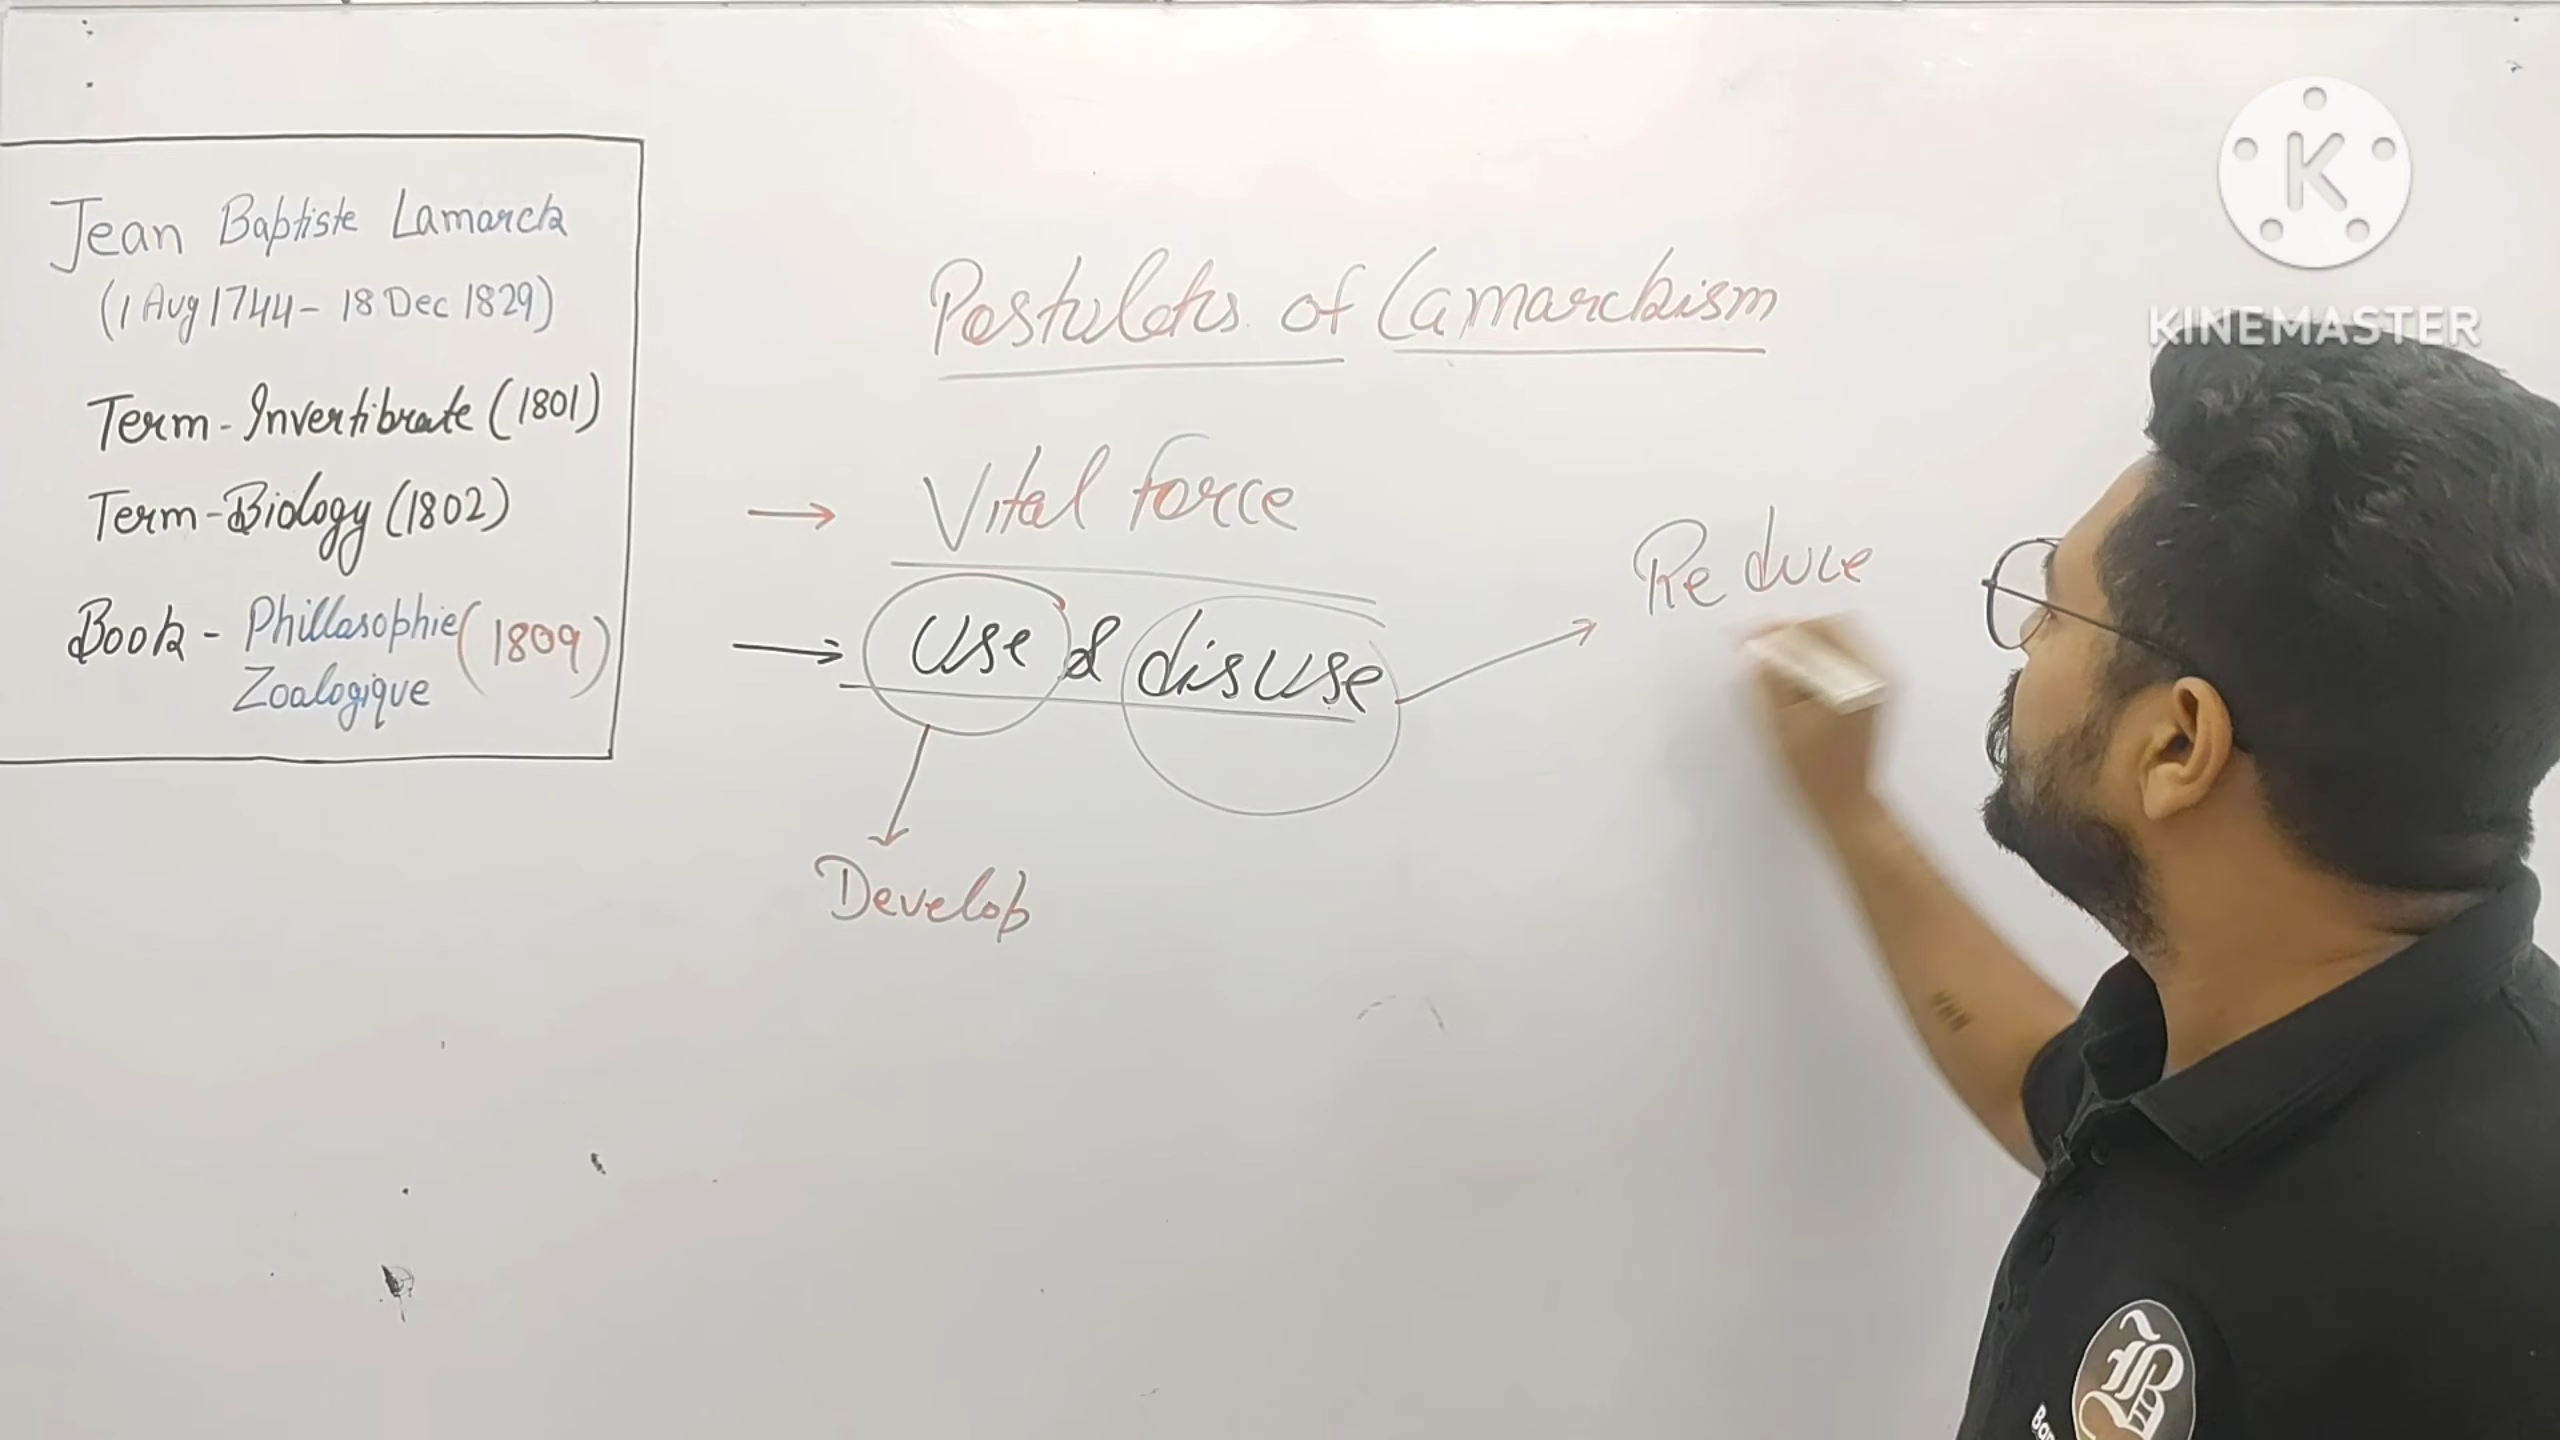 Jean Baptiste Lamarck
(1 Aug 1744 - 18 Dec 1829)
Term - Invertibrate (1801)
Term - Biology (1802)
Book - Phillosophie (1809)
Zoalogique
Postulates of Lamarckism
→ Vital force
→ Use & disuse
Reduce
Develop
KINEMASTER